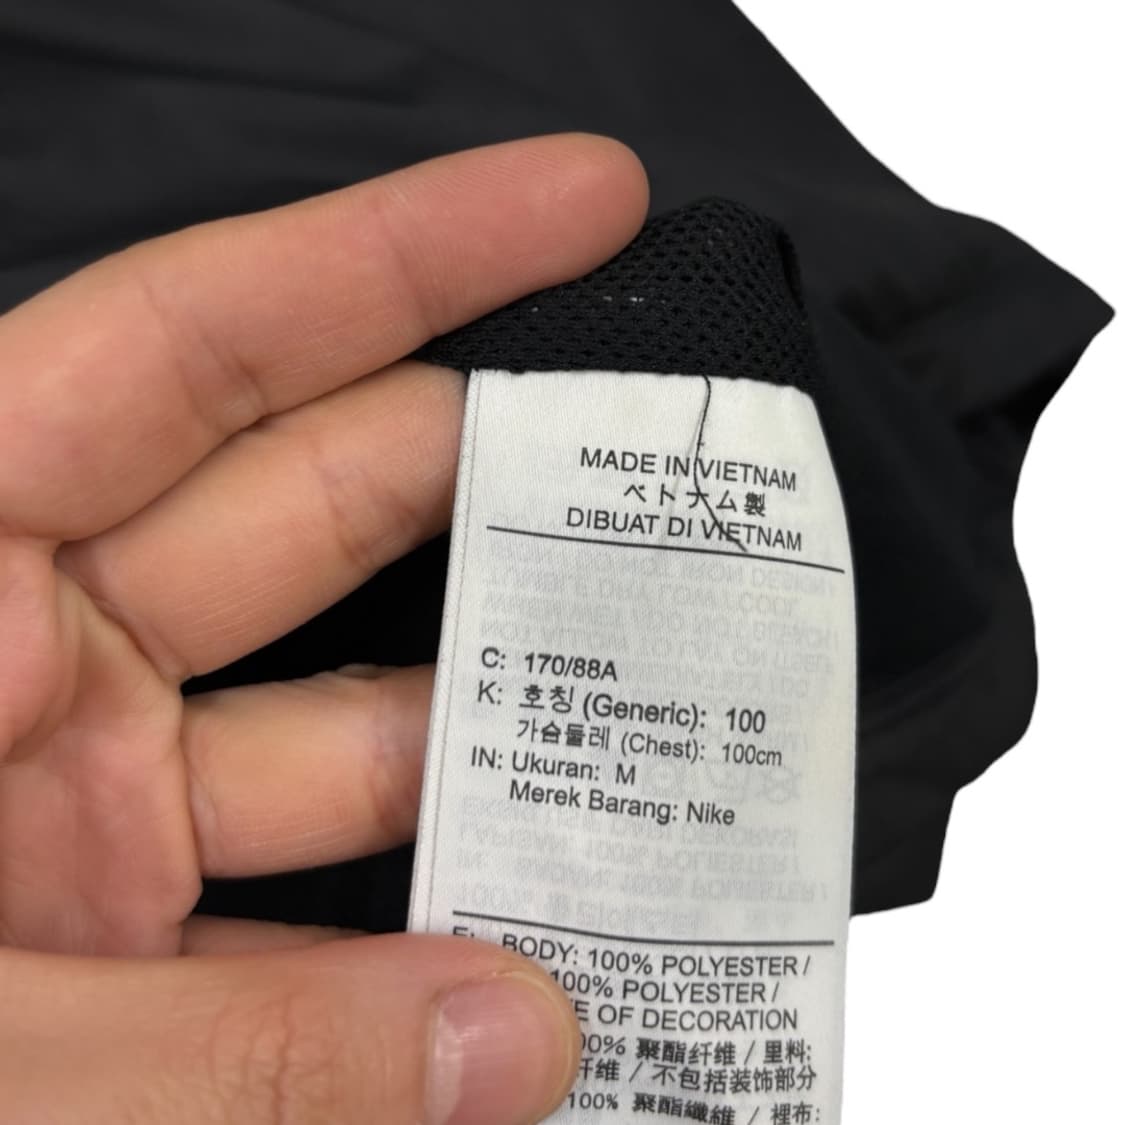 MADE IN VIETNAM
ベトナム製
DIBUAT DI VIETNAM
C: 170/88A
K: 호칭 (Generic): 100
가슴둘레 (Chest): 100cm
IN: Ukuran: M
Merek Barang: Nike
BODY: 100% POLYESTER /
100% POLYESTER /
OF DECORATION
聚酯纤维 / 里料:
纤维 / 不包括装饰部分
100% 聚酯纖維 / 裡布: